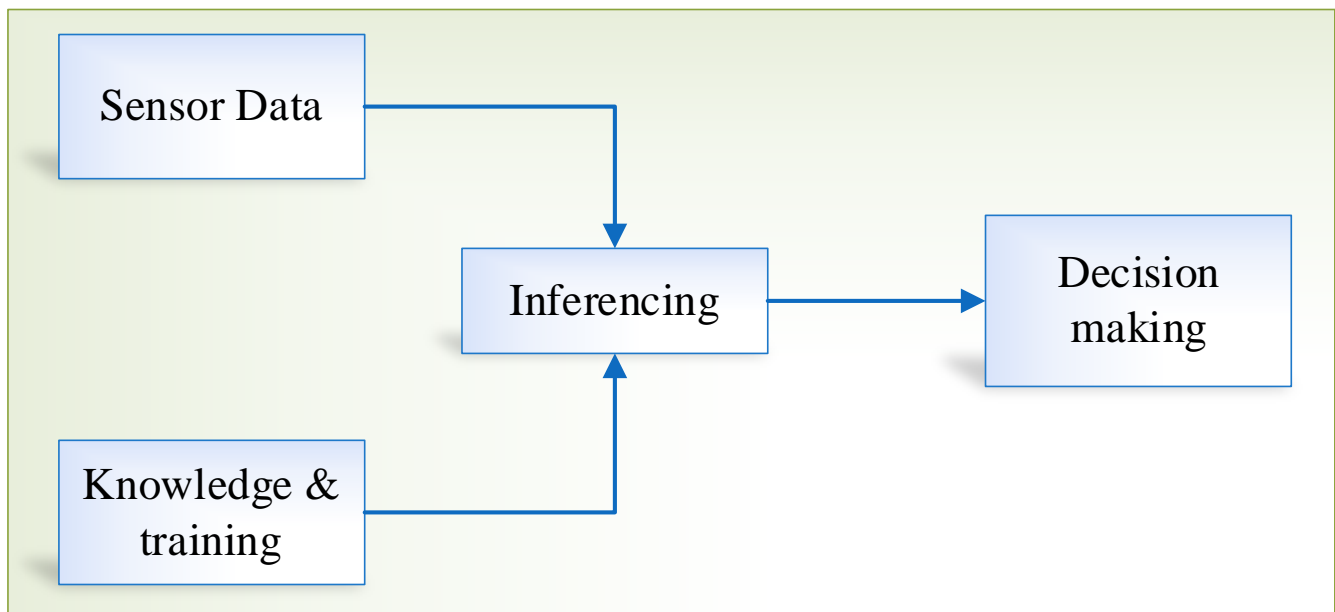 Sensor Data
Inferencing
Decision
making
Knowledge &
training